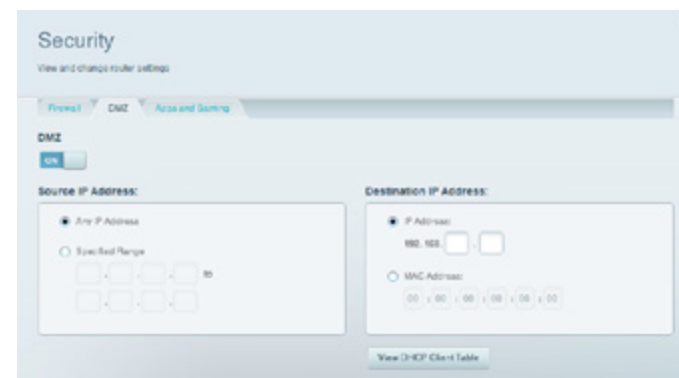 Security
View and change router settings
Firewall DMZ Apps and Gaming
DMZ
ON
Source IP Address:
Any IP Address
Specified Range
. . . to
. . .
Destination IP Address:
IP Address:
192. 168. .
MAC Address:
00 : 00 : 00 : 00 : 00 : 00
View DHCP Client Table